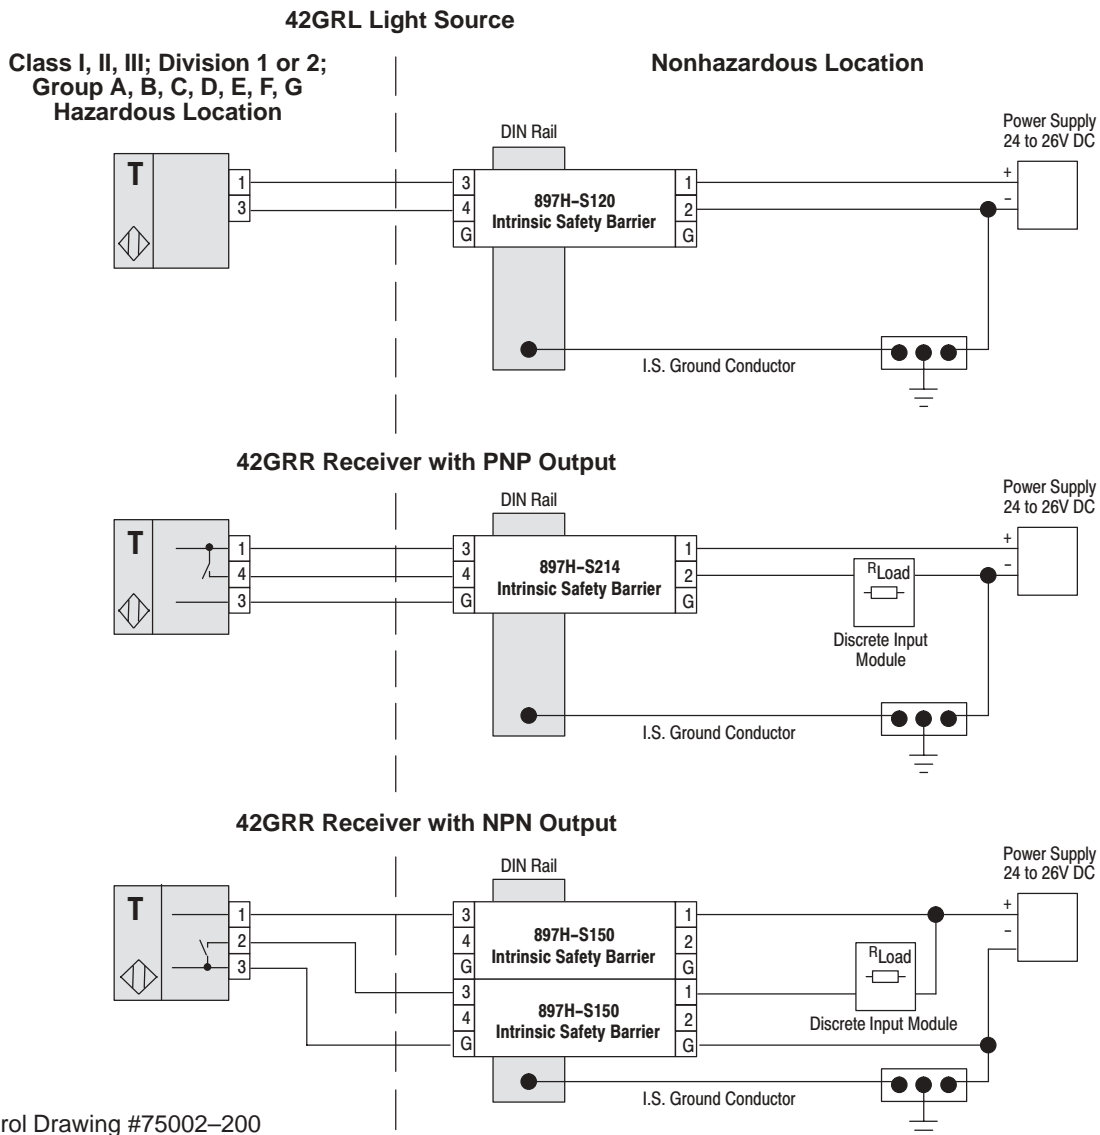 42GRL Light Source
Class I, II, III; Division 1 or 2;
Group A, B, C, D, E, F, G
Hazardous Location
Nonhazardous Location
DIN Rail
Power Supply
24 to 26V DC
T
1
3
3
4
G
897H–S120
Intrinsic Safety Barrier
1
2
G
+
–
I.S. Ground Conductor
42GRR Receiver with PNP Output
DIN Rail
Power Supply
24 to 26V DC
T
1
4
3
3
4
G
897H–S214
Intrinsic Safety Barrier
1
2
G
+
–
RLoad
Discrete Input
Module
I.S. Ground Conductor
42GRR Receiver with NPN Output
DIN Rail
Power Supply
24 to 26V DC
T
1
2
3
3
4
G
897H–S150
Intrinsic Safety Barrier
1
2
G
3
4
G
897H–S150
Intrinsic Safety Barrier
1
2
G
+
–
RLoad
Discrete Input Module
I.S. Ground Conductor
rol Drawing #75002–200